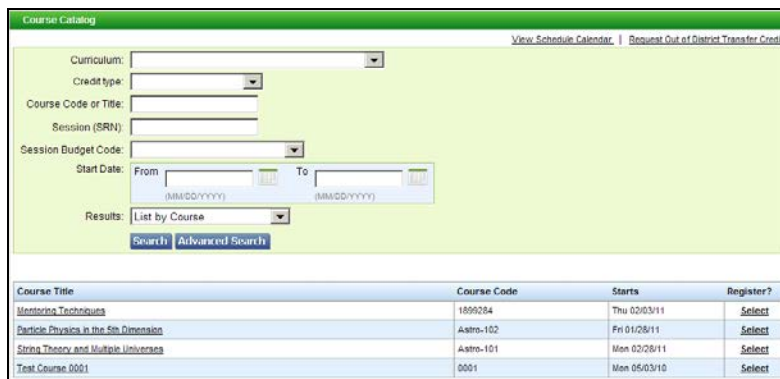 Course Catalog
View Schedule Calendar | Request Out of District Transfer Credi
Curriculum:
Credit type:
Course Code or Title:
Session (SRN):
Session Budget Code:
Start Date: From To
(MM/DD/YYYY) (MM/DD/YYYY)
Results: List by Course
Search Advanced Search
Course Title Course Code Starts Register?
Mentoring Techniques 1899284 Thu 02/03/11 Select
Particle Physics in the 5th Dimension Astro-102 Fri 01/28/11 Select
String Theory and Multiple Universes Astro-101 Mon 02/28/11 Select
Test Course 0001 0001 Mon 05/03/10 Select